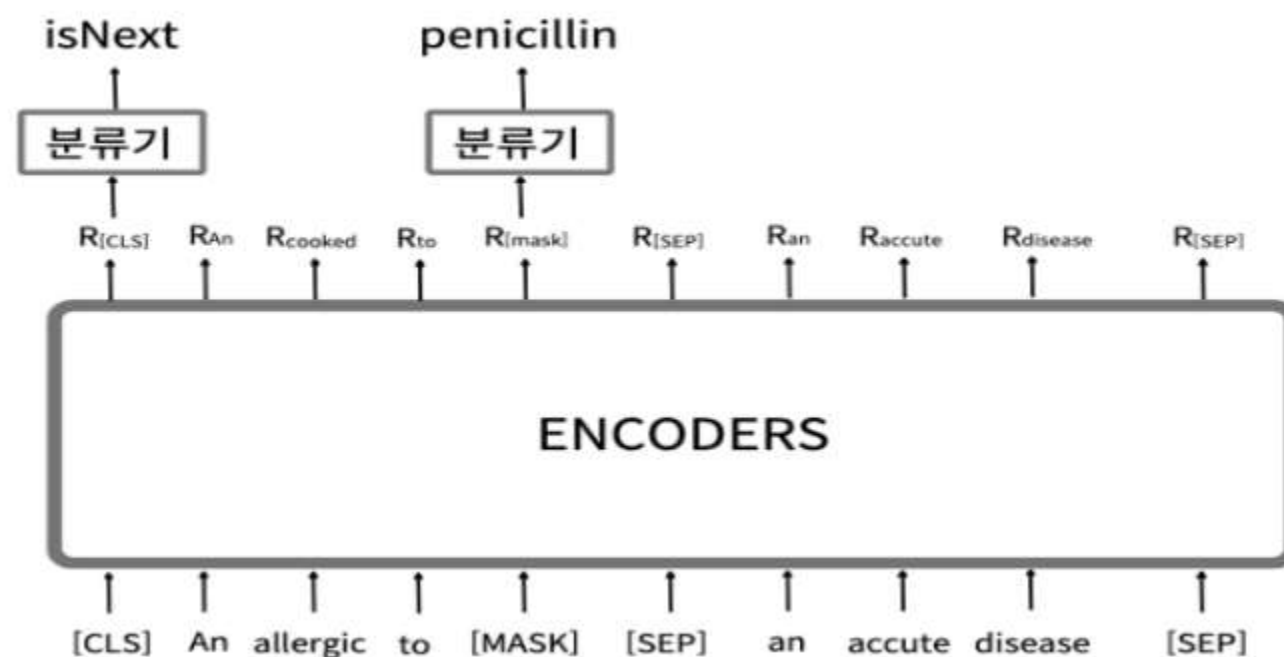 isNext penicillin
분류기 분류기
R[CLS] RAn Rcooked Rto R[mask] R[SEP] Ran Raccute Rdisease R[SEP]
ENCODERS
[CLS] An allergic to [MASK] [SEP] an accute disease [SEP]